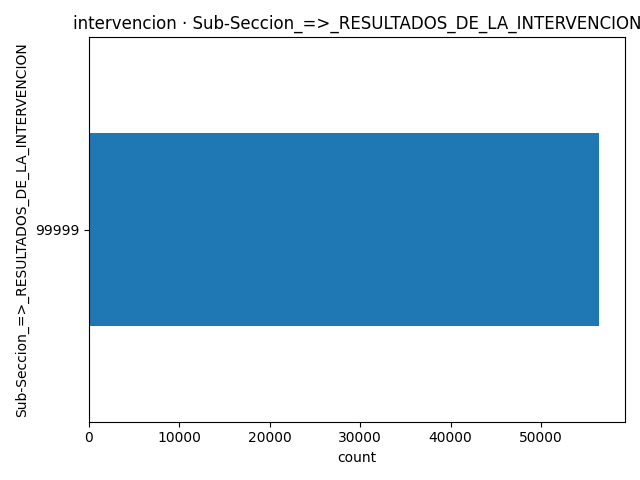 intervencion · Sub-Seccion_=>_RESULTADOS_DE_LA_INTERVENCION
Sub-Seccion_=>_RESULTADOS_DE_LA_INTERVENCION
99999
0 10000 20000 30000 40000 50000
count